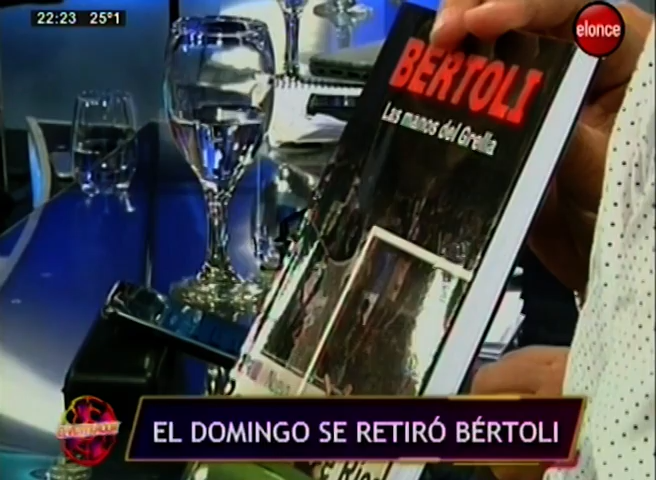 22:23 25°1
elonce
BERTOLI
Las manos del Grella
EL DOMINGO SE RETIRÓ BÉRTOLI